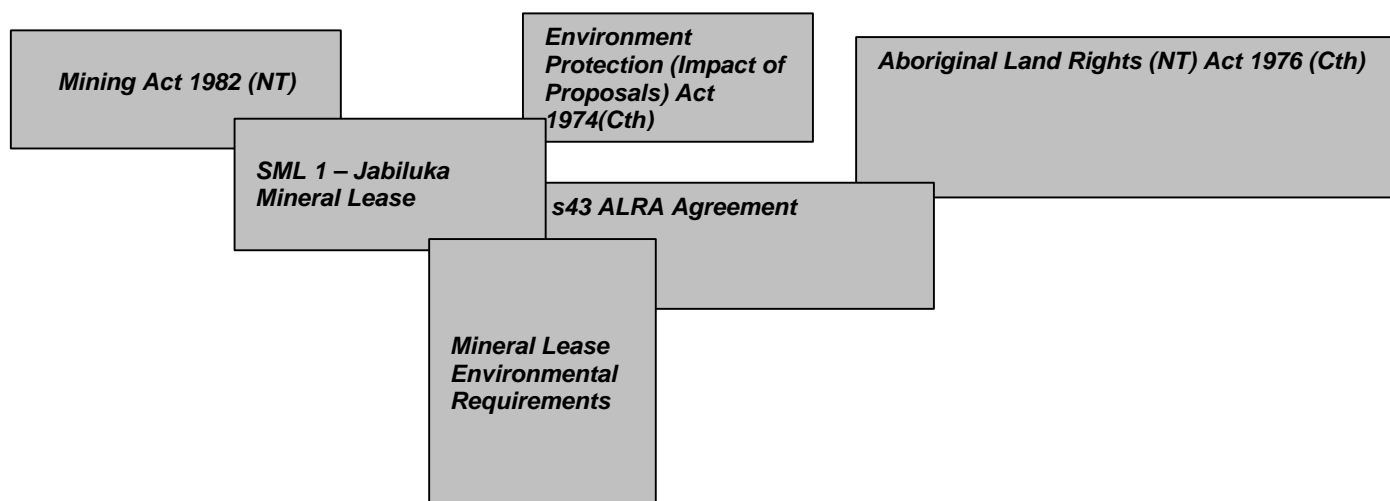 Mining Act 1982 (NT)
Environment
Protection (Impact of
Proposals) Act
1974(Cth)
Aboriginal Land Rights (NT) Act 1976 (Cth)
SML 1 – Jabiluka
Mineral Lease
s43 ALRA Agreement
Mineral Lease
Environmental
Requirements